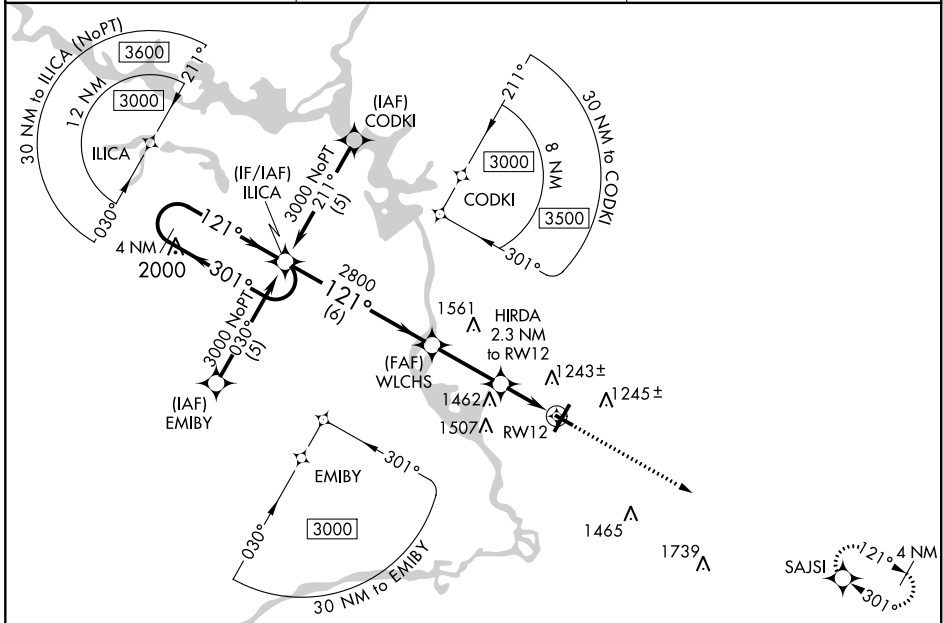 30 NM to ILICA (NoPT)
3600
12 NM
3000
211°
ILICA
030°
(IAF)
CODKI
3000 NoPT
211°
(5)
(IF/IAF)
ILICA
211°
3000
8 NM
30 NM to CODKI
CODKI
3500
301°
121°
4 NM
2000
301°
3000 NoPT
030°
(5)
(IAF)
EMIBY
2800
121°
(6)
1561
HIRDA
2.3 NM
to RW12
(FAF)
WLCHS
1243±
1245±
1462
1507
RW12
301°
EMIBY
030°
3000
30 NM to EMIBY
1465
1739
SAJSI
121°
4 NM
301°